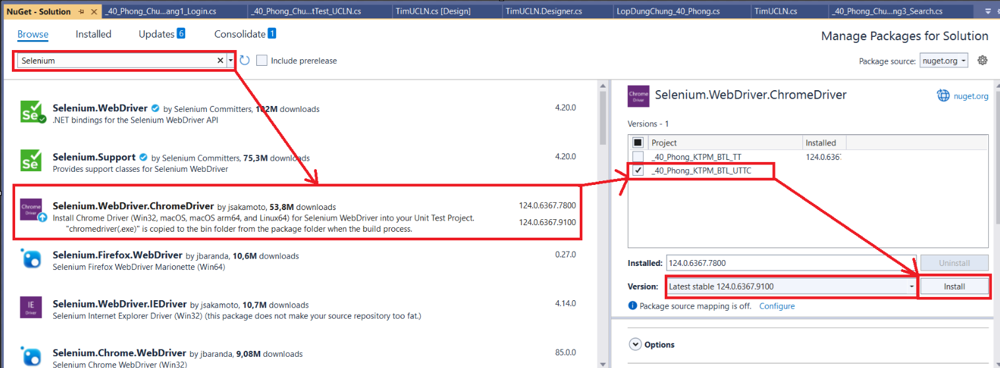 NuGet - Solution
_40_Phong_Chu...ang1_Login.cs
_40_Phong_Chu....tTest_UCLN.cs
TimUCLN.cs [Design]
TimUCLN.Designer.cs
LopDungChung_40_Phong.cs
TimUCLN.cs
_40_Phong_Chu...ng3_Search.cs
Browse Installed Updates 6 Consolidate 1
Manage Packages for Solution
Selenium
Include prerelease
Package source: nuget.org
Selenium.WebDriver by Selenium Committers, 102M downloads 4.20.0
.NET bindings for the Selenium WebDriver API
Selenium.Support by Selenium Committers, 75,3M downloads 4.20.0
Provides support classes for Selenium WebDriver
Chrome
Driver
Selenium.WebDriver.ChromeDriver by jsakamoto, 53,8M downloads 124.0.6367.7800
Install Chrome Driver (Win32, macOS, macOS arm64, and Linux64) for Selenium WebDriver into your Unit Test Project. 124.0.6367.9100
"chromedriver(.exe)" is copied to the bin folder from the package folder when the build process.
Selenium.Firefox.WebDriver by jbaranda, 10,6M downloads 0.27.0
Selenium Firefox WebDriver Marionette (Win64)
IE
Driver
Selenium.WebDriver.IEDriver by jsakamoto, 10,7M downloads 4.14.0
Selenium Internet Explorer Driver (Win32) (this package does not make your source repository too fat.)
Selenium.Chrome.WebDriver by jbaranda, 9,08M downloads 85.0.0
Selenium Chrome WebDriver (Win32)
Chrome
Driver
Selenium.WebDriver.ChromeDriver
nuget.org
Versions - 1
Project Installed
_40_Phong_KTPM_BTL_TT 124.0.6367
_40_Phong_KTPM_BTL_UTTC
Installed: 124.0.6367.7800 Uninstall
Version: Latest stable 124.0.6367.9100 Install
Package source mapping is off. Configure
Options